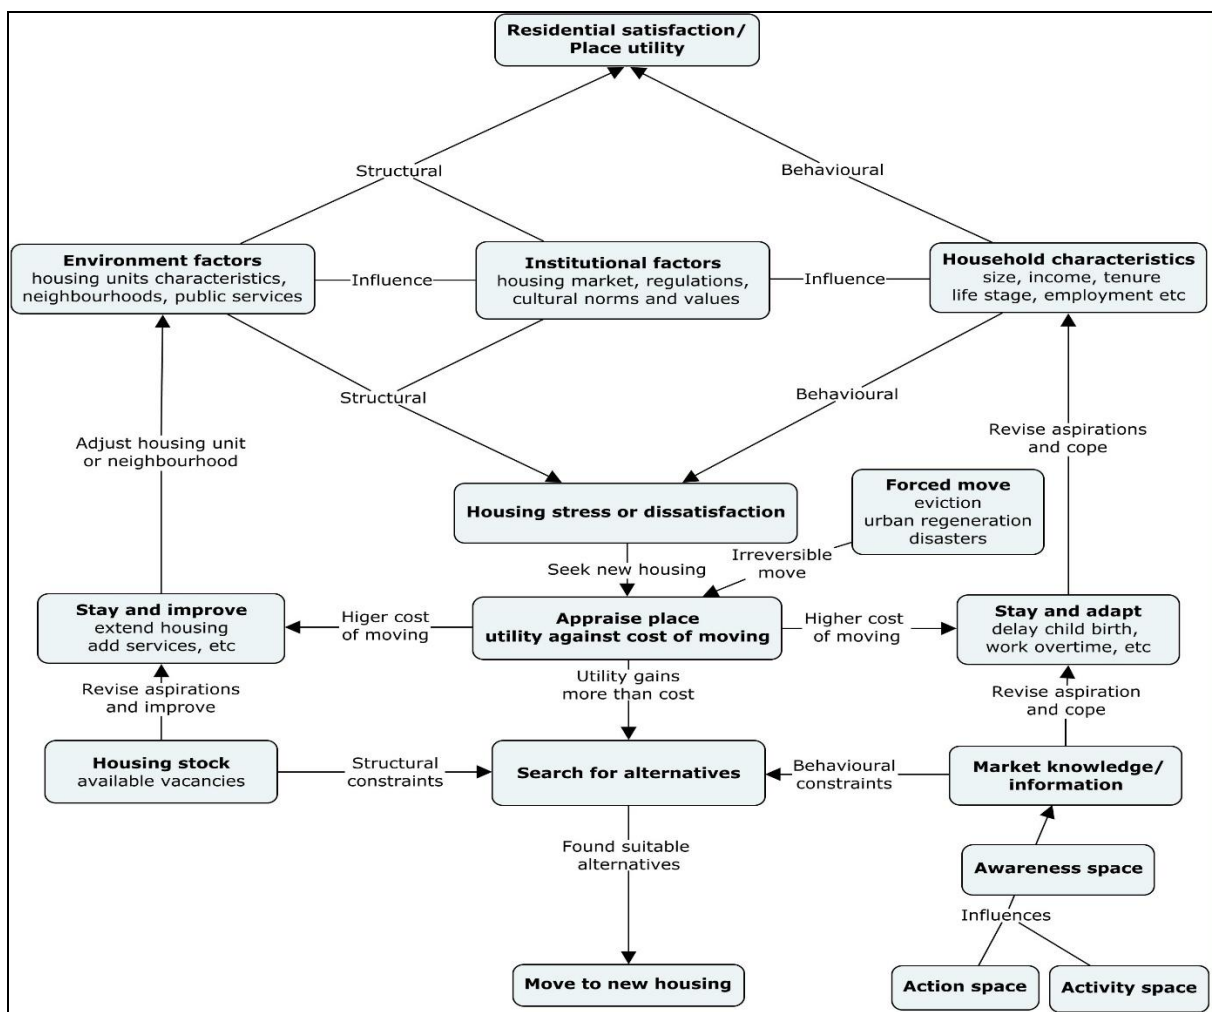 Residential satisfaction/
Place utility
Structural
Behavioural
Environment factors
housing units characteristics,
neighbourhoods, public services
Influence
Institutional factors
housing market, regulations,
cultural norms and values
Influence
Household characteristics
size, income, tenure
life stage, employment etc
Structural
Behavioural
Adjust housing unit
or neighbourhood
Revise aspirations
and cope
Housing stress or dissatisfaction
Forced move
eviction
urban regeneration
disasters
Seek new housing
Irreversible
move
Stay and improve
extend housing
add services, etc
Higer cost
of moving
Appraise place
utility against cost of moving
Higher cost
of moving
Stay and adapt
delay child birth,
work overtime, etc
Revise aspirations
and improve
Utility gains
more than cost
Revise aspiration
and cope
Housing stock
available vacancies
Structural
constraints
Search for alternatives
Behavioural
constraints
Market knowledge/
information
Found suitable
alternatives
Awareness space
Influences
Move to new housing
Action space
Activity space